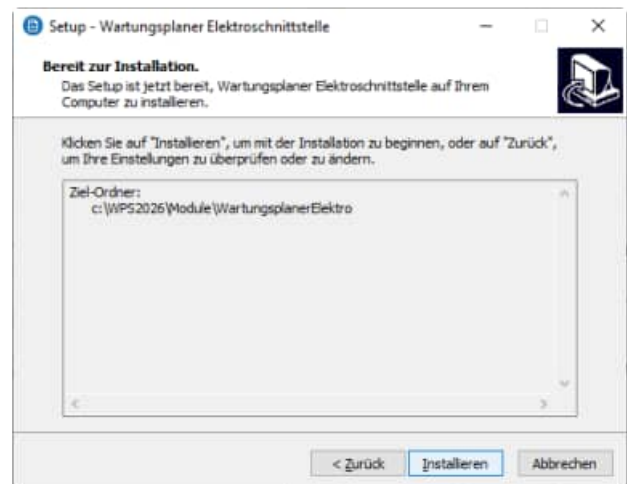 Setup - Wartungsplaner Elektroschnittstelle
Bereit zur Installation.
Das Setup ist jetzt bereit, Wartungsplaner Elektroschnittstelle auf Ihrem
Computer zu installieren.
Klicken Sie auf "Installieren", um mit der Installation zu beginnen, oder auf "Zurück",
um Ihre Einstellungen zu überprüfen oder zu ändern.
Ziel-Ordner:
c:\WPS2026\Module\WartungsplanerElektro
< Zurück
Installieren
Abbrechen